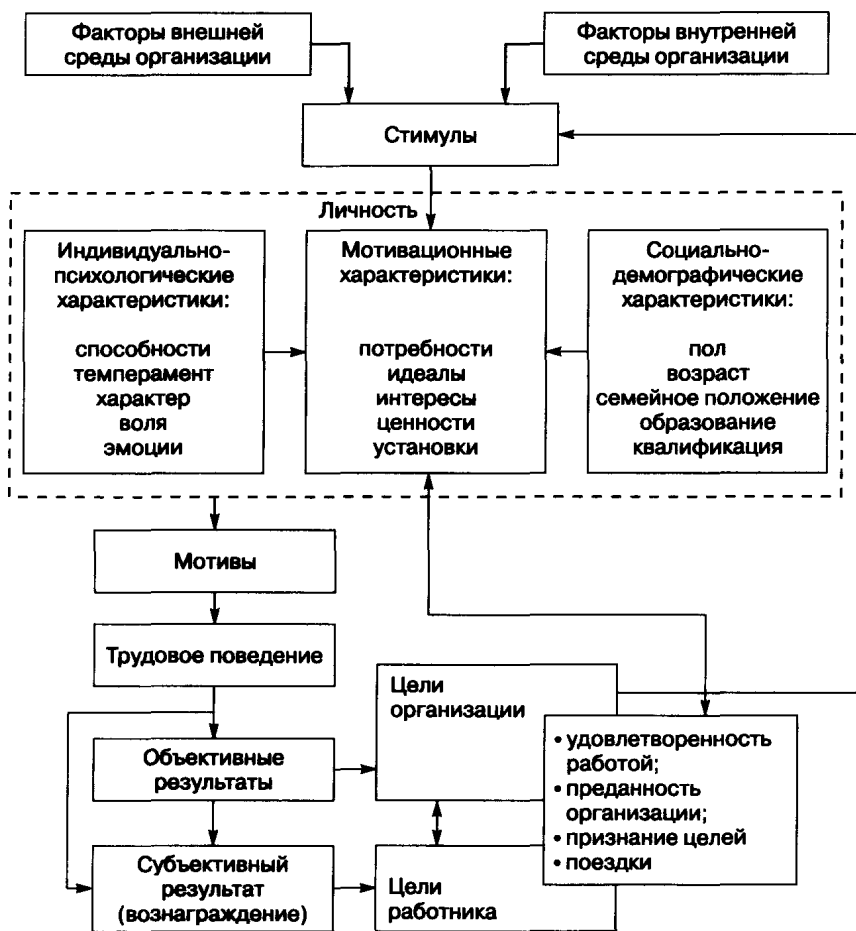 Факторы внешней
среды организации
Факторы внутренней
среды организации
Стимулы
Личность
Индивидуально-
психологические
характеристики:
способности
темперамент
характер
воля
эмоции
Мотивационные
характеристики:
потребности
идеалы
интересы
ценности
установки
Социально-
демографические
характеристики:
пол
возраст
семейное положение
образование
квалификация
Мотивы
Трудовое поведение
Объективные
результаты
Субъективный
результат
(вознаграждение)
Цели
организации
Цели
работника
• удовлетворенность
работой;
• преданность
организации;
• признание целей
• поездки